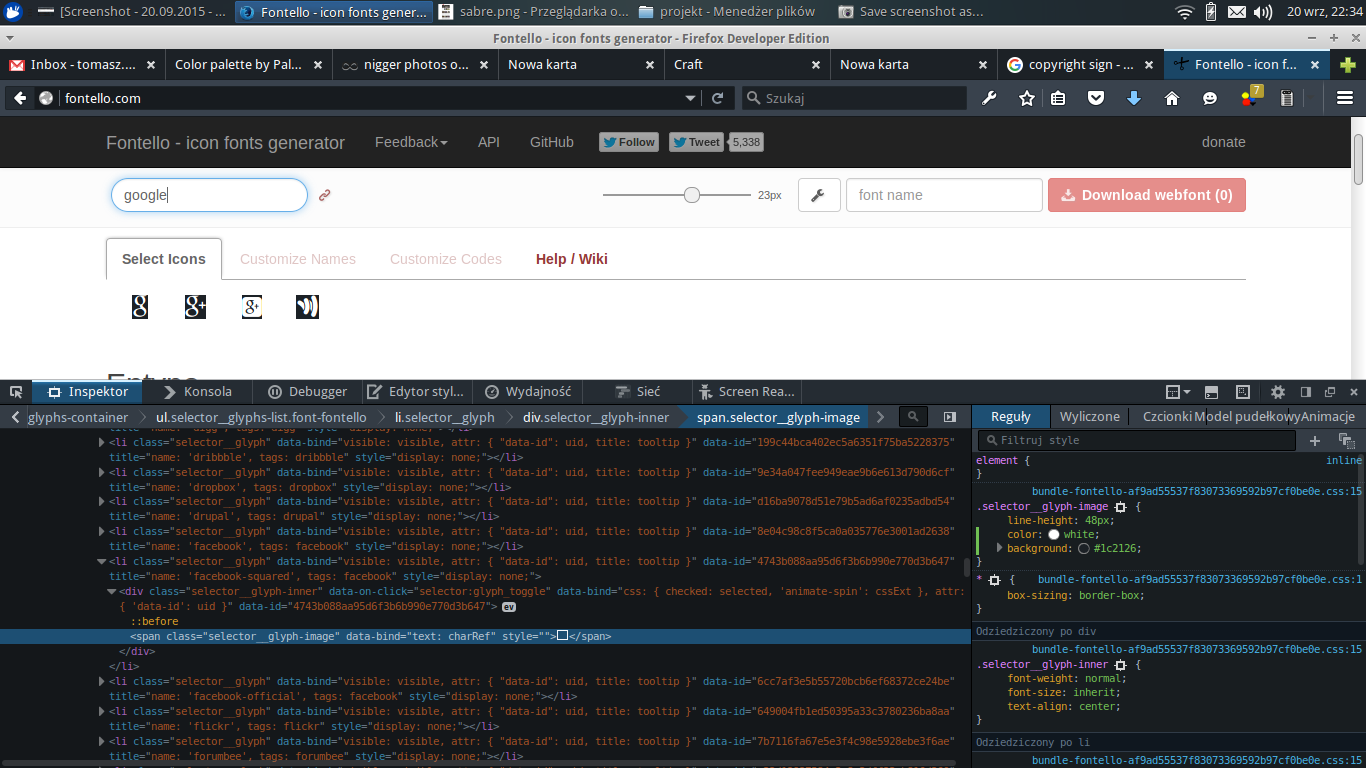 [Screenshot - 20.09.2015 - ... Fontello - icon fonts gener... sabre.png - Przeglądarka o... projekt - Menedżer plików Save screenshot as... 20 wrz, 22:34
Fontello - icon fonts generator - Firefox Developer Edition
Inbox - tomasz.... Color palette by Pal... nigger photos o... Nowa karta Craft Nowa karta copyright sign - ... Fontello - icon f...
fontello.com Szukaj 7
Fontello - icon fonts generator Feedback API GitHub Follow Tweet 5,338 donate
google 23px font name Download webfont (0)
Select Icons Customize Names Customize Codes Help / Wiki
Inspektor Konsola Debugger Edytor styl... Wydajność Sieć Screen Rea...
glyphs-container ul.selector__glyphs-list.font-fontello li.selector__glyph div.selector__glyph-inner span.selector__glyph-image Reguły Wyliczone Czcionki Model pudełkowy Animacje
<li class="selector__glyph" data-bind="visible: visible, attr: { "data-id": uid, title: tooltip }" data-id="199c44bca402ec5a6351f75ba5228375"
title="name: 'dribbble', tags: dribbble" style="display: none;"></li>
<li class="selector__glyph" data-bind="visible: visible, attr: { "data-id": uid, title: tooltip }" data-id="9e34a047fee949eae9b6e613d790d6cf"
title="name: 'dropbox', tags: dropbox" style="display: none;"></li>
<li class="selector__glyph" data-bind="visible: visible, attr: { "data-id": uid, title: tooltip }" data-id="d16ba9078d51e79b5ad6af0235adbd54"
title="name: 'drupal', tags: drupal" style="display: none;"></li>
<li class="selector__glyph" data-bind="visible: visible, attr: { "data-id": uid, title: tooltip }" data-id="8e04c98c8f5ca0a035776e3001ad2638"
title="name: 'facebook', tags: facebook" style="display: none;"></li>
<li class="selector__glyph" data-bind="visible: visible, attr: { "data-id": uid, title: tooltip }" data-id="4743b088aa95d6f3b6b990e770d3b647"
title="name: 'facebook-squared', tags: facebook" style="display: none;">
<div class="selector__glyph-inner" data-on-click="selector:glyph_toggle" data-bind="css: { checked: selected, 'animate-spin': cssExt }, attr:
{ 'data-id': uid }" data-id="4743b088aa95d6f3b6b990e770d3b647"> ev
::before
<span class="selector__glyph-image" data-bind="text: charRef" style=""></span>
</div>
</li>
<li class="selector__glyph" data-bind="visible: visible, attr: { "data-id": uid, title: tooltip }" data-id="6cc7af3e5b55720bcb6ef68372ce24be"
title="name: 'facebook-official', tags: facebook" style="display: none;"></li>
<li class="selector__glyph" data-bind="visible: visible, attr: { "data-id": uid, title: tooltip }" data-id="649004fb1ed50395a33c3780236ba8aa"
title="name: 'flickr', tags: flickr" style="display: none;"></li>
<li class="selector__glyph" data-bind="visible: visible, attr: { "data-id": uid, title: tooltip }" data-id="7b7116fa67e5e3f4c98e5928ebe3f6ae"
title="name: 'forumbee', tags: forumbee" style="display: none;"></li>
Filtruj style
element { inline
}
bundle-fontello-af9ad55537f83073369592b97cf0be0e.css:15
.selector__glyph-image {
line-height: 48px;
color: white;
background: #1c2126;
}
* { bundle-fontello-af9ad55537f83073369592b97cf0be0e.css:1
box-sizing: border-box;
}
Odziedziczony po div
bundle-fontello-af9ad55537f83073369592b97cf0be0e.css:15
.selector__glyph-inner {
font-weight: normal;
font-size: inherit;
text-align: center;
}
Odziedziczony po li
bundle-fontello-af9ad55537f83073369592b97cf0be0e.css:15